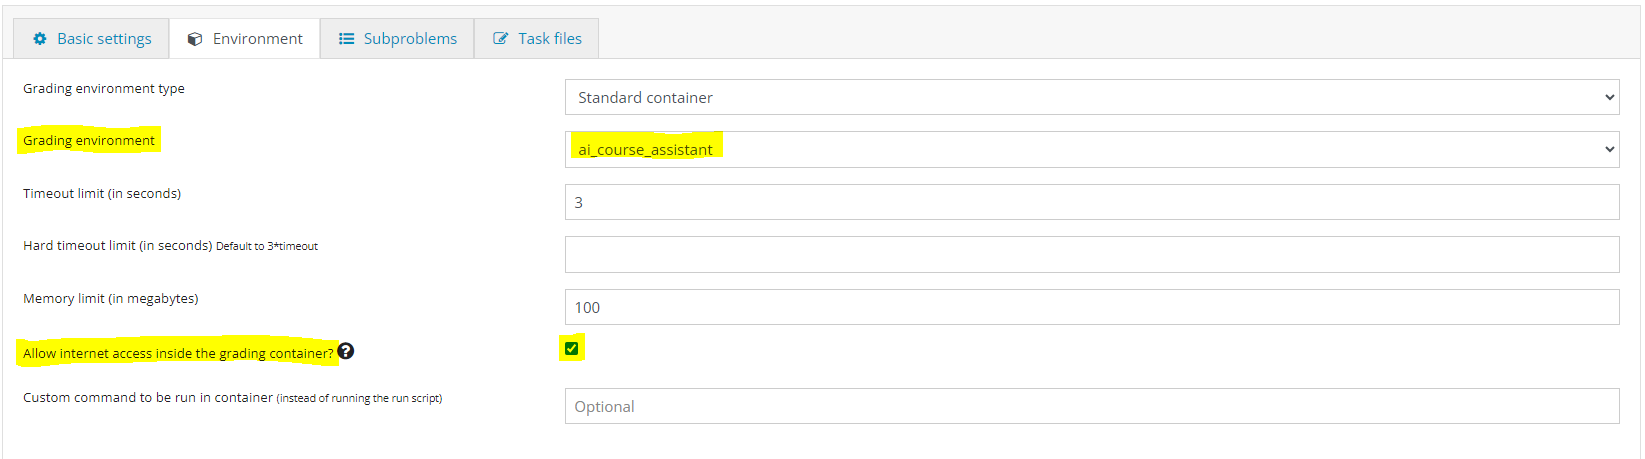 Basic settings Environment Subproblems Task files
Grading environment type Standard container
Grading environment ai_course_assistant
Timeout limit (in seconds) 3
Hard timeout limit (in seconds) Default to 3*timeout
Memory limit (in megabytes) 100
Allow internet access inside the grading container? ?
Custom command to be run in container (instead of running the run script) Optional